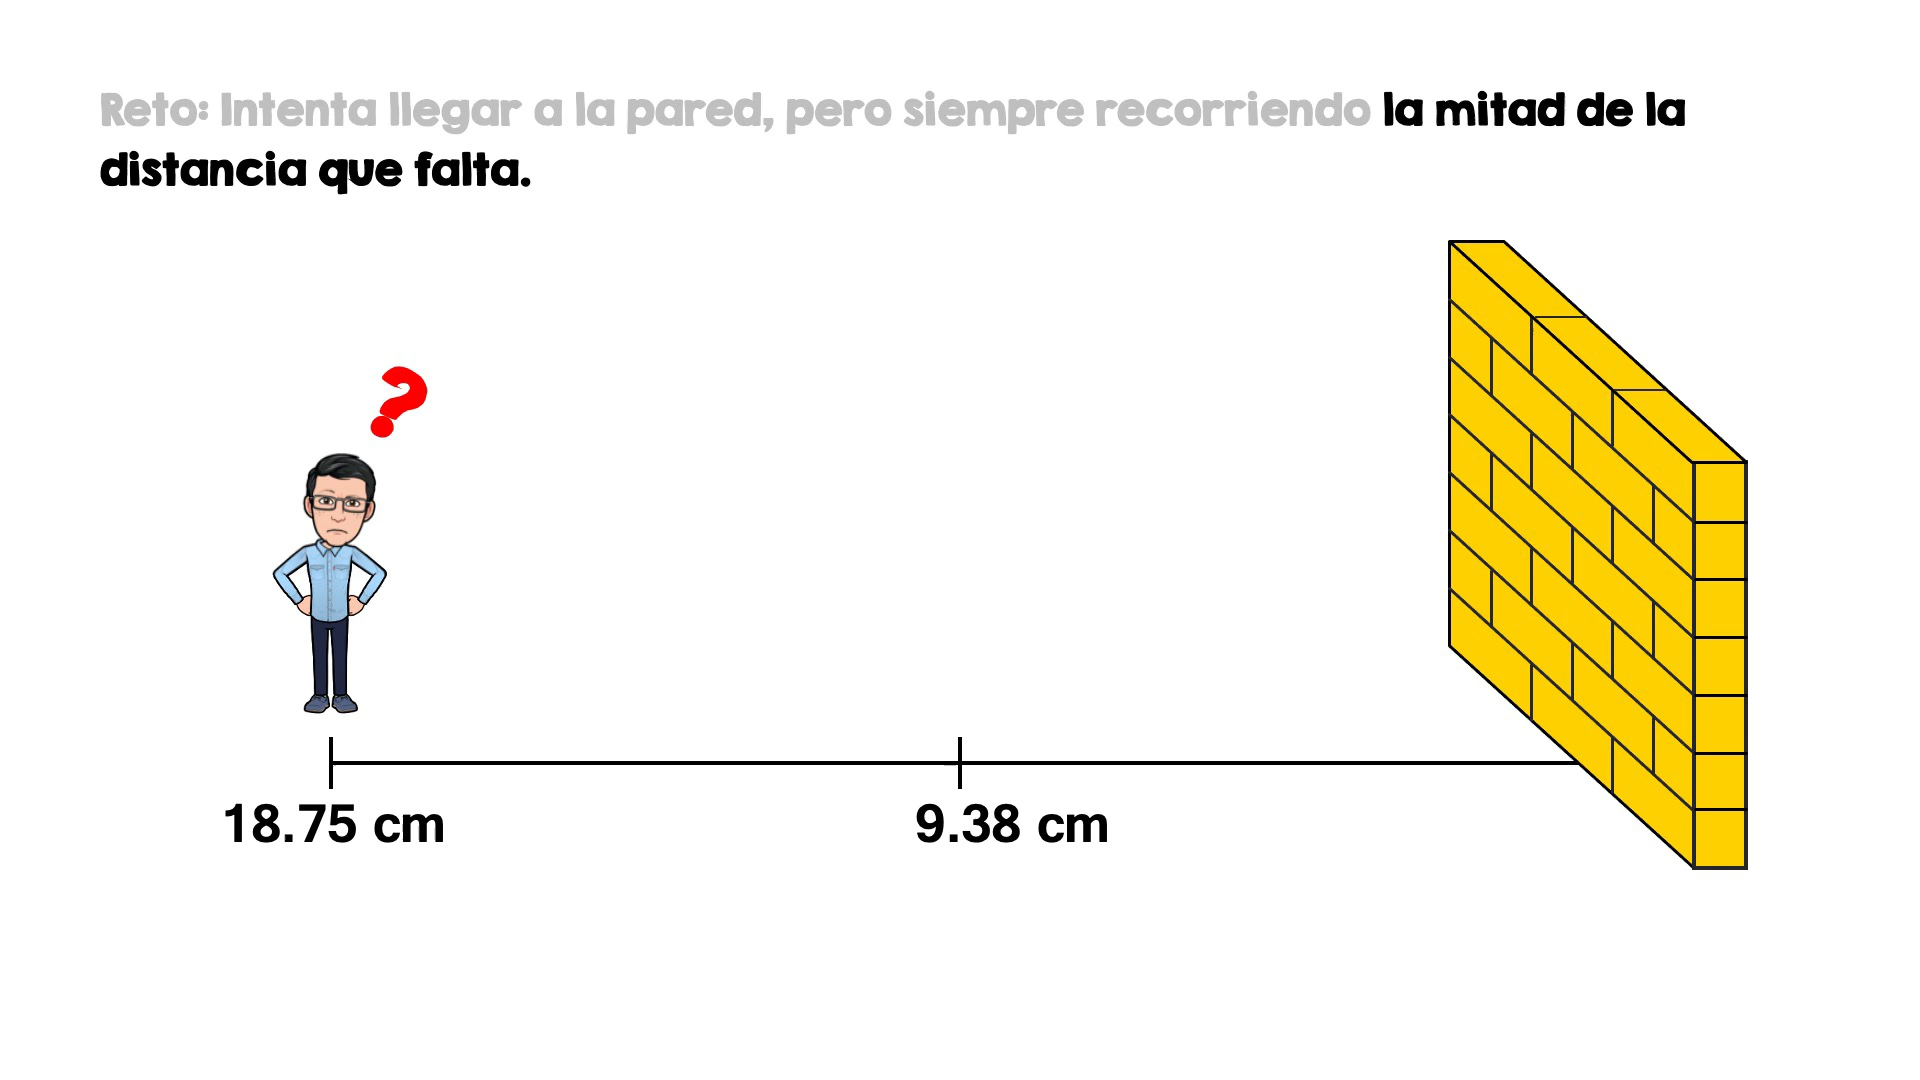 Reto: Intenta llegar a la pared, pero siempre recorriendo la mitad de la
distancia que falta.
?
18.75 cm
9.38 cm